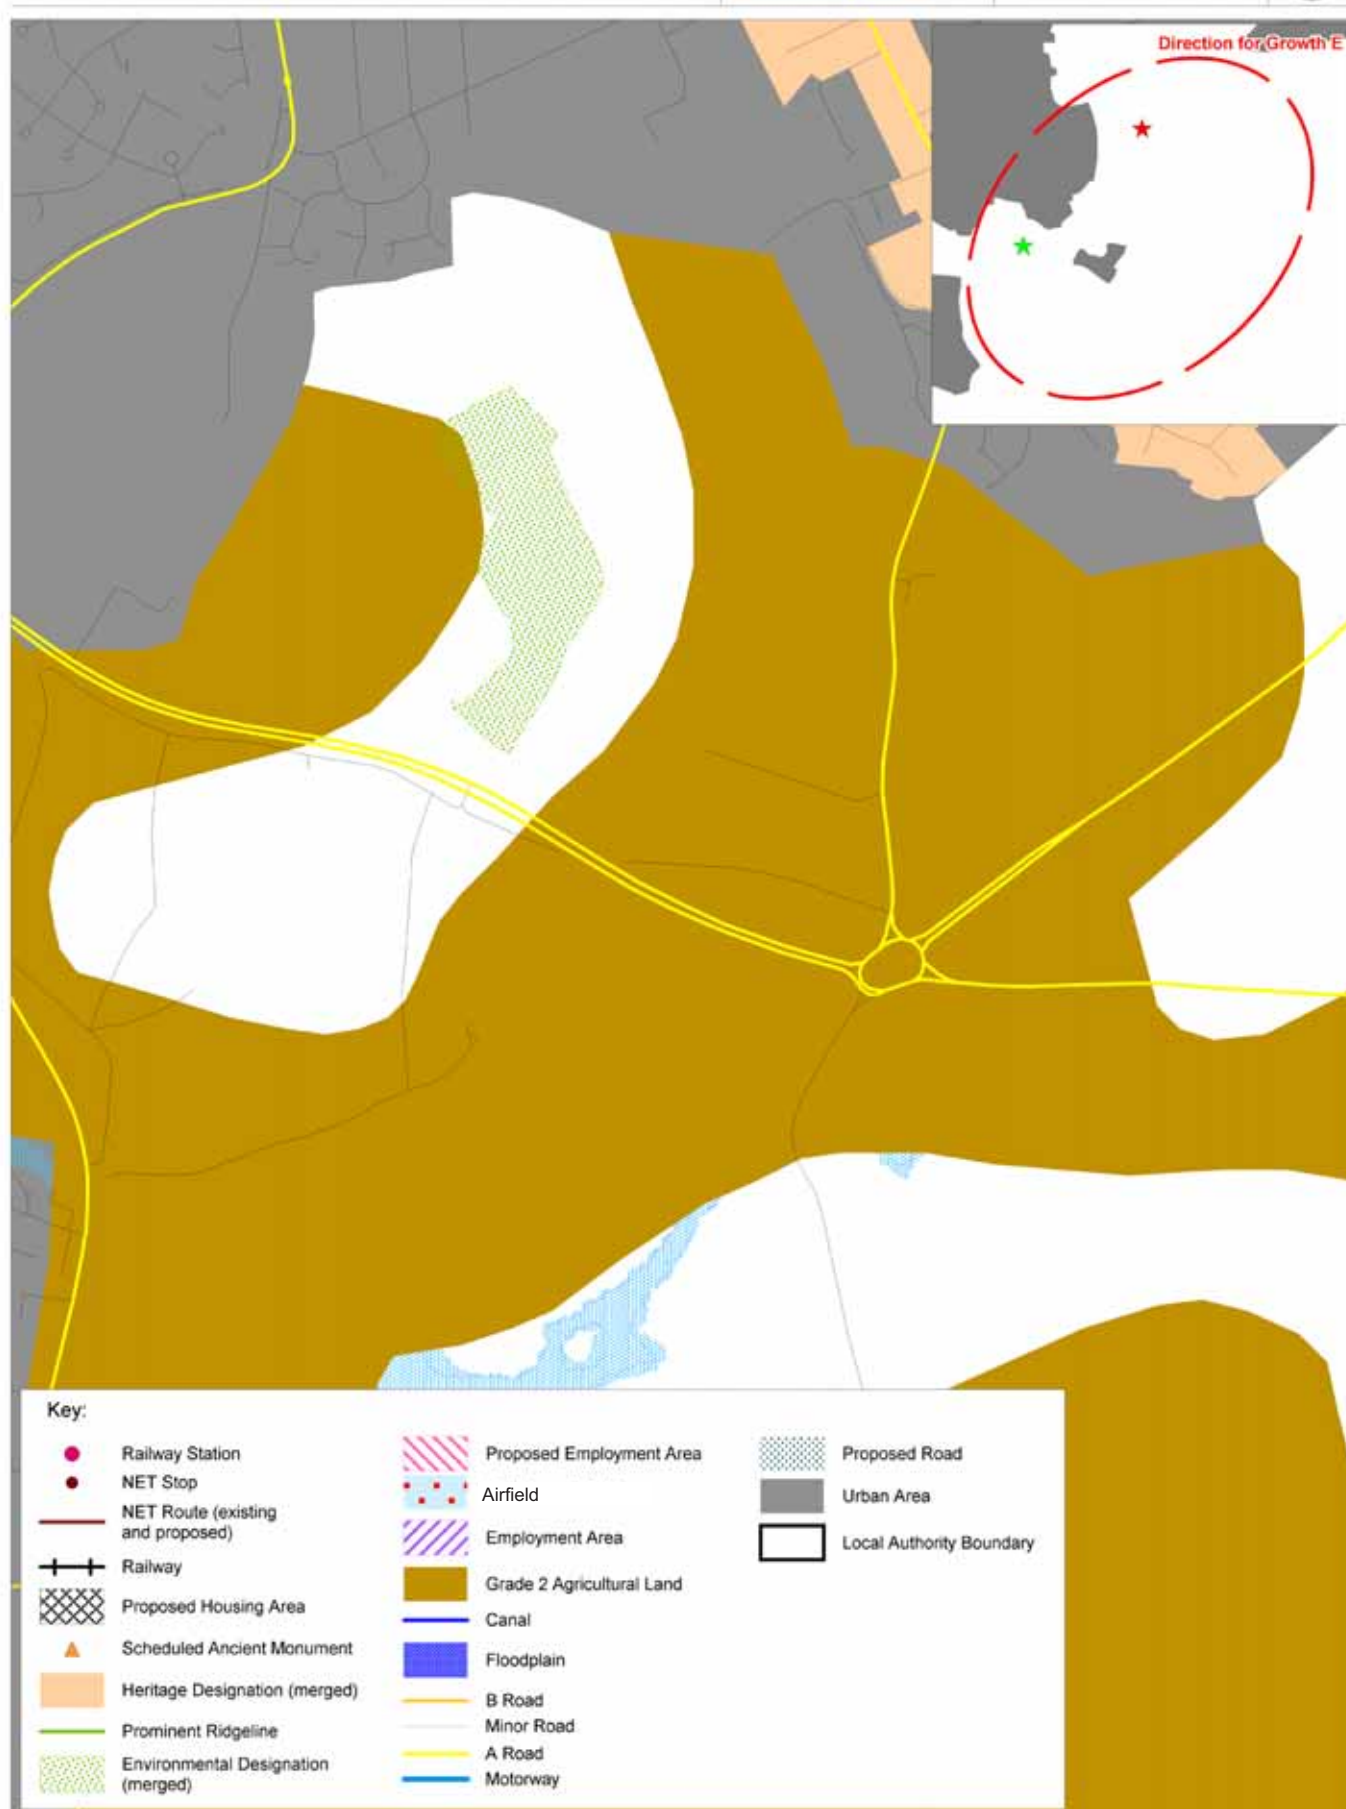 Direction for Growth E
Key:
Railway Station
NET Stop
NET Route (existing
and proposed)
Railway
Proposed Housing Area
Scheduled Ancient Monument
Heritage Designation (merged)
Prominent Ridgeline
Environmental Designation
(merged)
Proposed Employment Area
Airfield
Employment Area
Grade 2 Agricultural Land
Canal
Floodplain
B Road
Minor Road
A Road
Motorway
Proposed Road
Urban Area
Local Authority Boundary